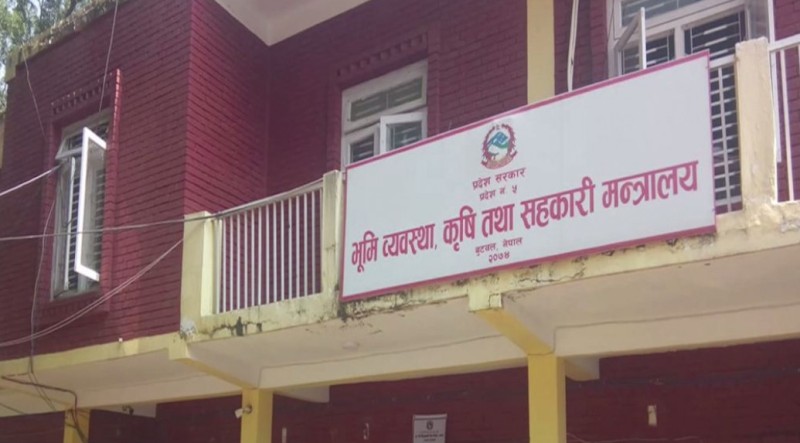 प्रदेश सरकार
प्रदेश नं. ५
भूमि व्यवस्था, कृषि तथा सहकारी मन्त्रालय
बुटवल, नेपाल
२०७४